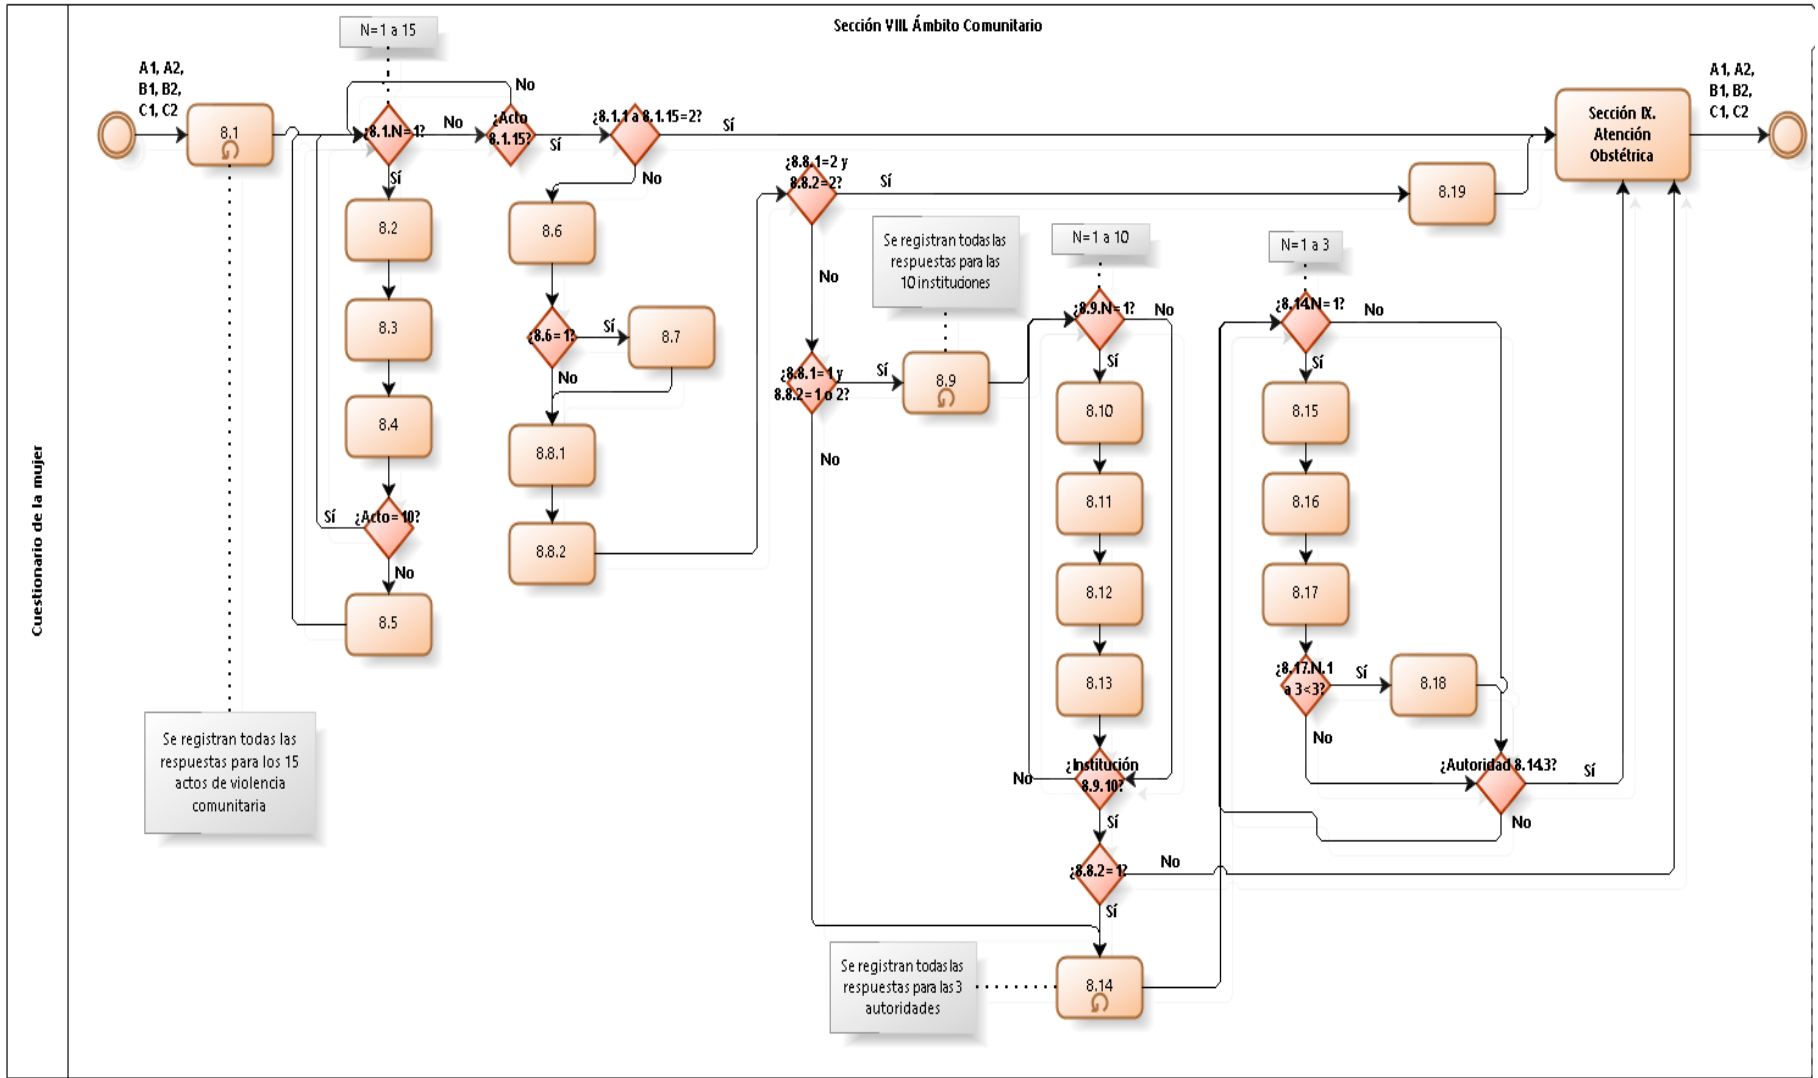 Sección VIII. Ámbito Comunitario
Cuestionario de la mujer
A1, A2,
B1, B2,
C1, C2
8.1
Se registran todas las
respuestas para los 15
actos de violencia
comunitaria
N=1 a 15
¿8.1.N=1?
No
Sí
¿Acto
8.1.15?
No
Sí
8.2
8.3
8.4
¿Acto=10?
Sí
No
8.5
¿8.1.1 a 8.1.15=2?
Sí
No
8.6
¿8.6=1?
Sí
8.7
No
8.8.1
8.8.2
¿8.8.1=2 y
8.8.2=2?
Sí
No
8.19
¿8.8.1=1 y
8.8.2=1 o 2?
Sí
No
Se registran todas las
respuestas para las
10 instituciones
8.9
N=1 a 10
¿8.9.N=1?
No
Sí
8.10
8.11
8.12
8.13
¿Institución
8.9.10?
No
Sí
¿8.8.2=1?
No
Sí
Se registran todas las
respuestas para las 3
autoridades
8.14
N=1 a 3
¿8.14.N=1?
No
Sí
8.15
8.16
8.17
¿8.17.N.1
a 3<3?
Sí
8.18
No
¿Autoridad 8.14.3?
Sí
No
Sección IX.
Atención
Obstétrica
A1, A2,
B1, B2,
C1, C2